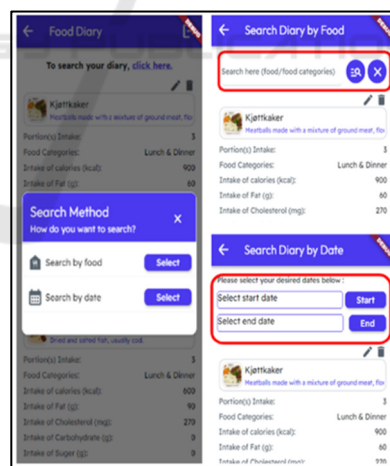 Food Diary
To search your diary, click here.
Kjøttkaker
Meatballs made with a mixture of ground meat, flo
Portion(s) Intake: 3
Food Categories: Lunch & Dinner
Intake of calories (kcal): 900
Intake of Fat (g): 60
Search Method
How do you want to search?
X
Search by food
Select
Search by date
Select
Dried and salted fish, usually cod.
Portion(s) Intake: 3
Food Categories: Lunch & Dinner
Intake of calories (kcal): 600
Intake of Fat (g): 90
Intake of Cholesterol (mg): 270
Intake of Carbohydrate (g): 0
Intake of Sugar (g): 0
Search Diary by Food
Search here (food/food categories)
X
Kjøttkaker
Meatballs made with a mixture of ground meat, flo
Portion(s) Intake: 3
Food Categories: Lunch & Dinner
Intake of calories (kcal): 900
Intake of Fat (g): 60
Intake of Cholesterol (mg): 270
Search Diary by Date
Please select your desired dates below :
Select start date
Start
Select end date
End
Kjøttkaker
Meatballs made with a mixture of ground meat, flo
Portion(s) Intake: 3
Food Categories: Lunch & Dinner
Intake of calories (kcal): 900
Intake of Fat (g): 60
Intake of Cholesterol (mg): 270